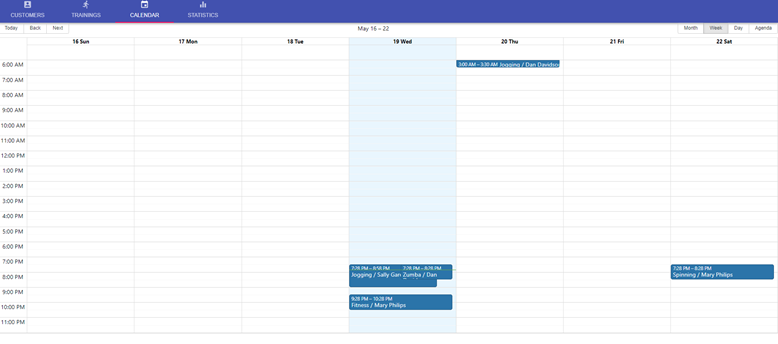 CUSTOMERS TRAININGS CALENDAR STATISTICS
Today Back Next May 16 – 22 Month Week Day Agenda
16 Sun 17 Mon 18 Tue 19 Wed 20 Thu 21 Fri 22 Sat
6:00 AM 3:00 AM – 3:30 AM Jogging / Dan Davidso
7:00 AM
8:00 AM
9:00 AM
10:00 AM
11:00 AM
12:00 PM
1:00 PM
2:00 PM
3:00 PM
4:00 PM
5:00 PM
6:00 PM
7:00 PM
7:28 PM – 8:58 PM 7:28 PM – 8:28 PM 7:28 PM – 8:28 PM
8:00 PM Jogging / Sally Gan Zumba / Dan Spinning / Mary Philips
9:00 PM
9:28 PM – 10:28 PM
10:00 PM Fitness / Mary Philips
11:00 PM